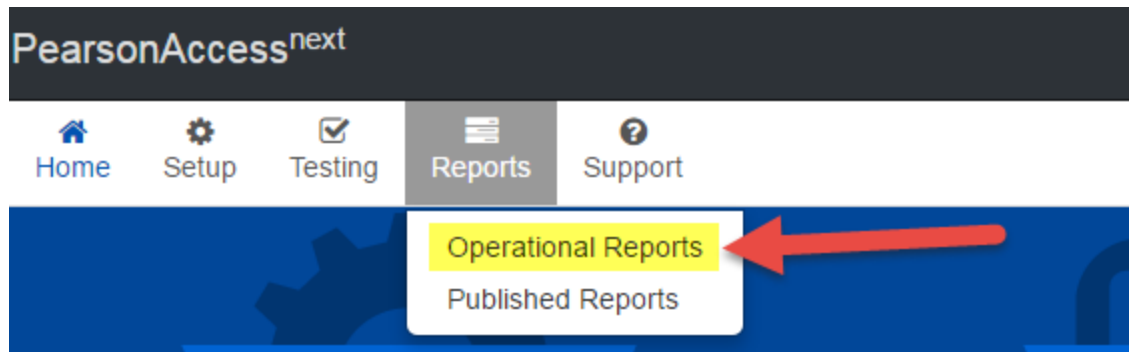 PearsonAccessnext
Home Setup Testing Reports Support
Operational Reports
Published Reports